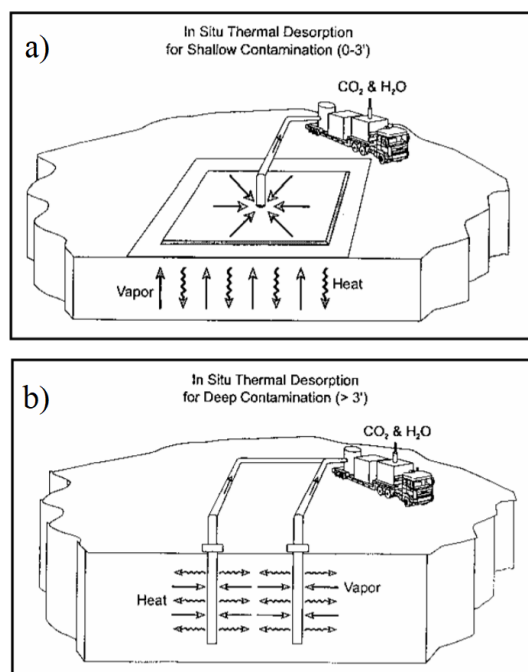 a)
In Situ Thermal Desorption
for Shallow Contamination (0-3')
CO₂ & H₂O
Vapor
Heat
b)
In Situ Thermal Desorption
for Deep Contamination (> 3')
CO₂ & H₂O
Heat
Vapor